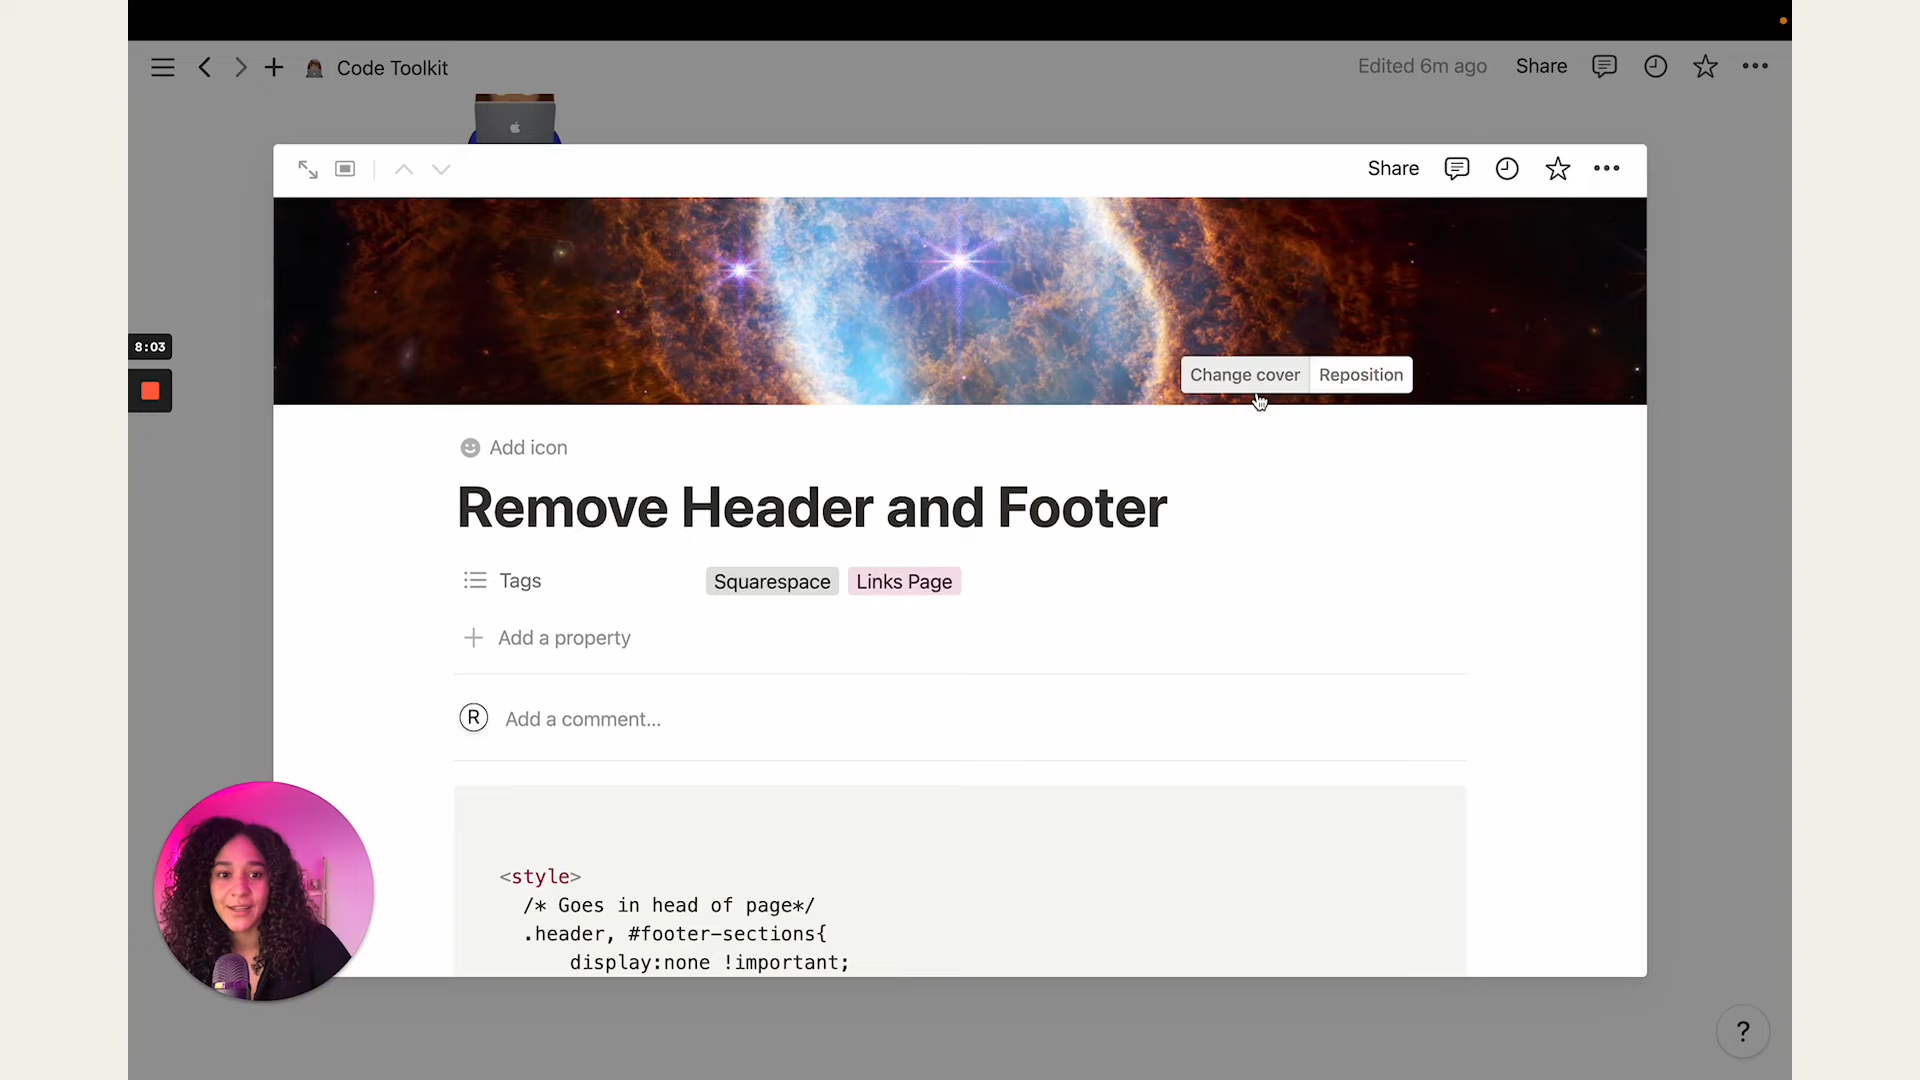 Code Toolkit
Edited 6m ago Share
Share
8:03
Change cover Reposition
Add icon
Remove Header and Footer
Tags Squarespace Links Page
Add a property
R Add a comment...
<style>
/* Goes in head of page*/
.header, #footer-sections{
display:none !important;
?